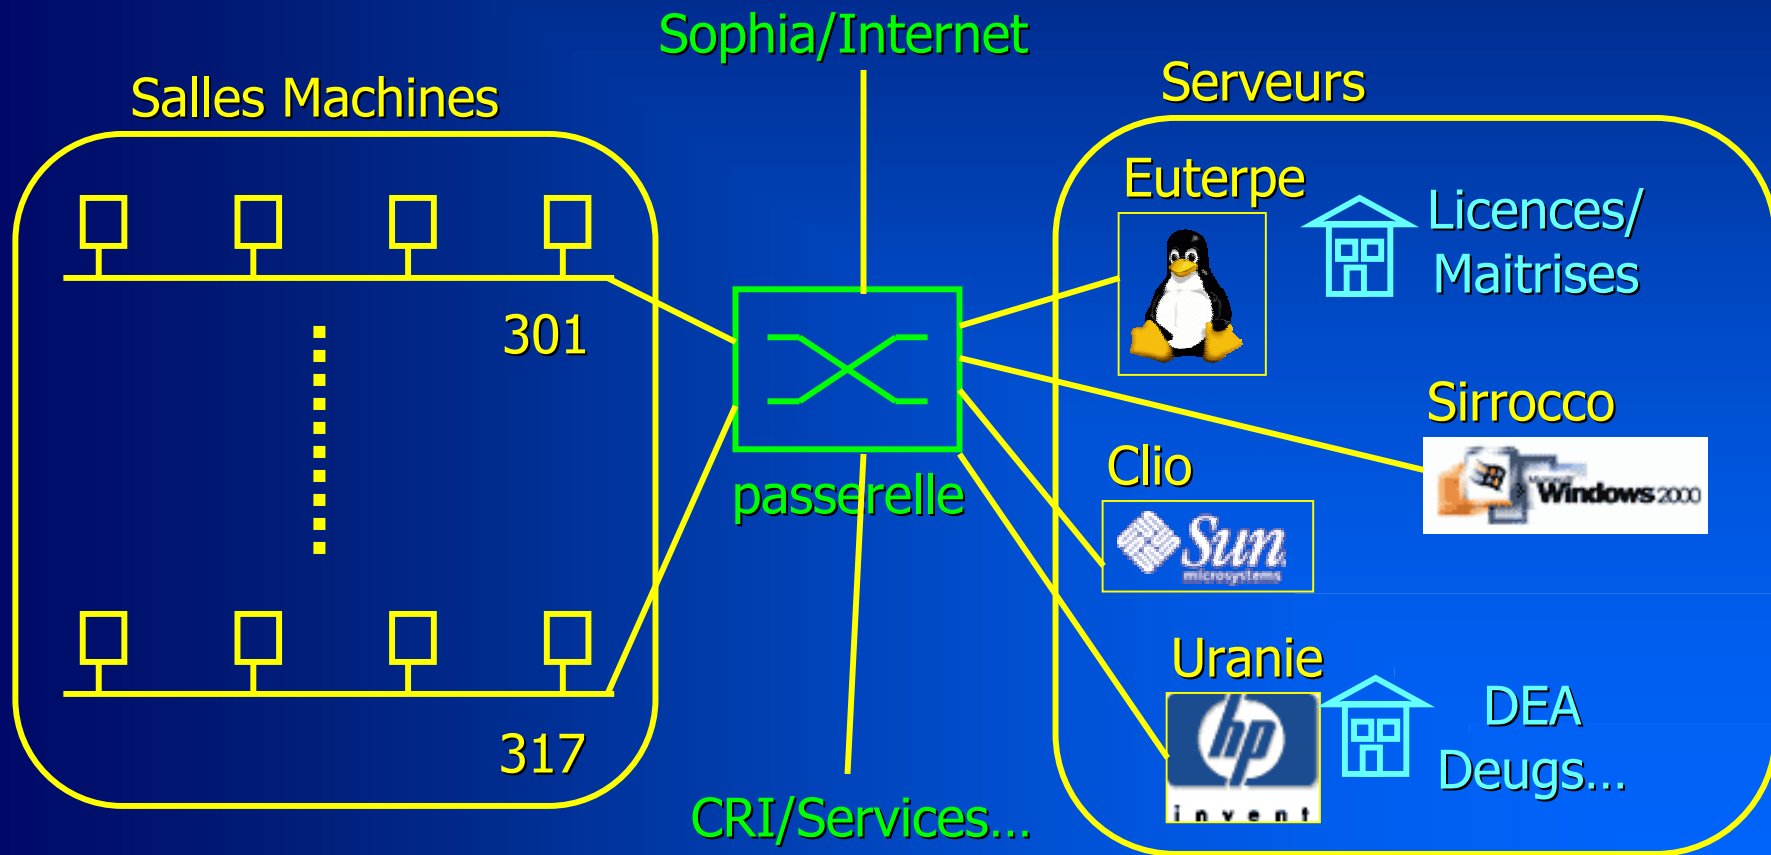 Sophia/Internet
Salles Machines
Serveurs
Euterpe
Licences/
Maitrises
301
Sirrocco
Microsoft
Windows 2000
Clio
Sun
microsystems
passerelle
Uranie
hp
invent
DEA
Deugs...
317
CRI/Services...